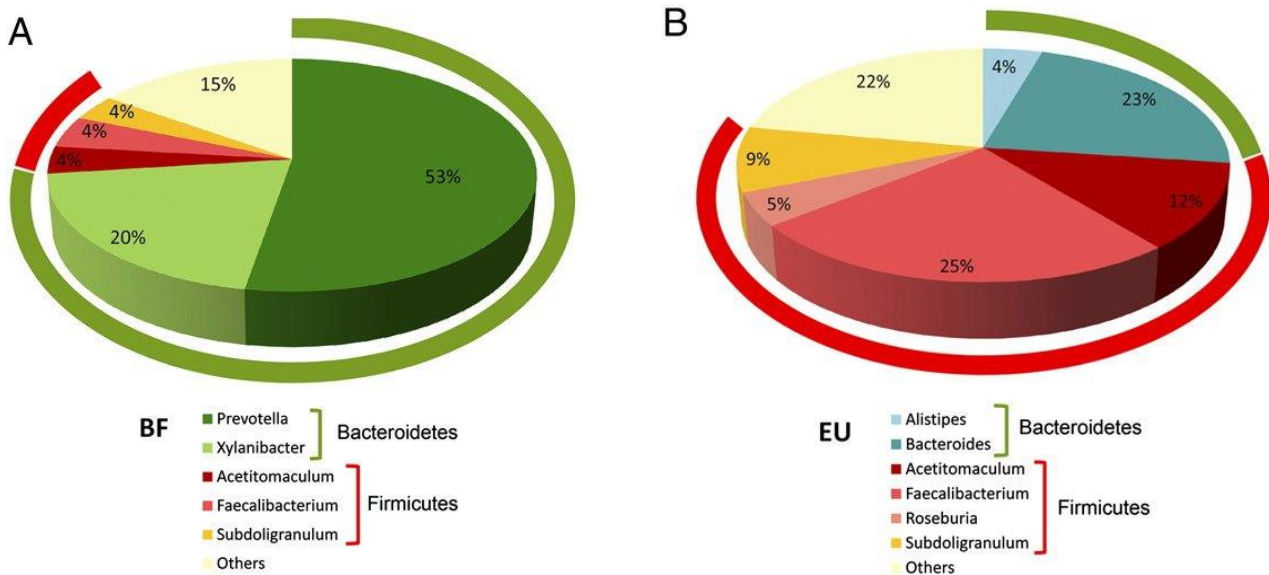 A
15%
4%
4%
4%
53%
20%
BF
Prevotella
Xylanibacter
Bacteroidetes
Acetitomaculum
Faecalibacterium
Subdoligranulum
Firmicutes
Others
B
4%
22%
23%
9%
12%
5%
25%
EU
Alistipes
Bacteroides
Bacteroidetes
Acetitomaculum
Faecalibacterium
Roseburia
Subdoligranulum
Firmicutes
Others